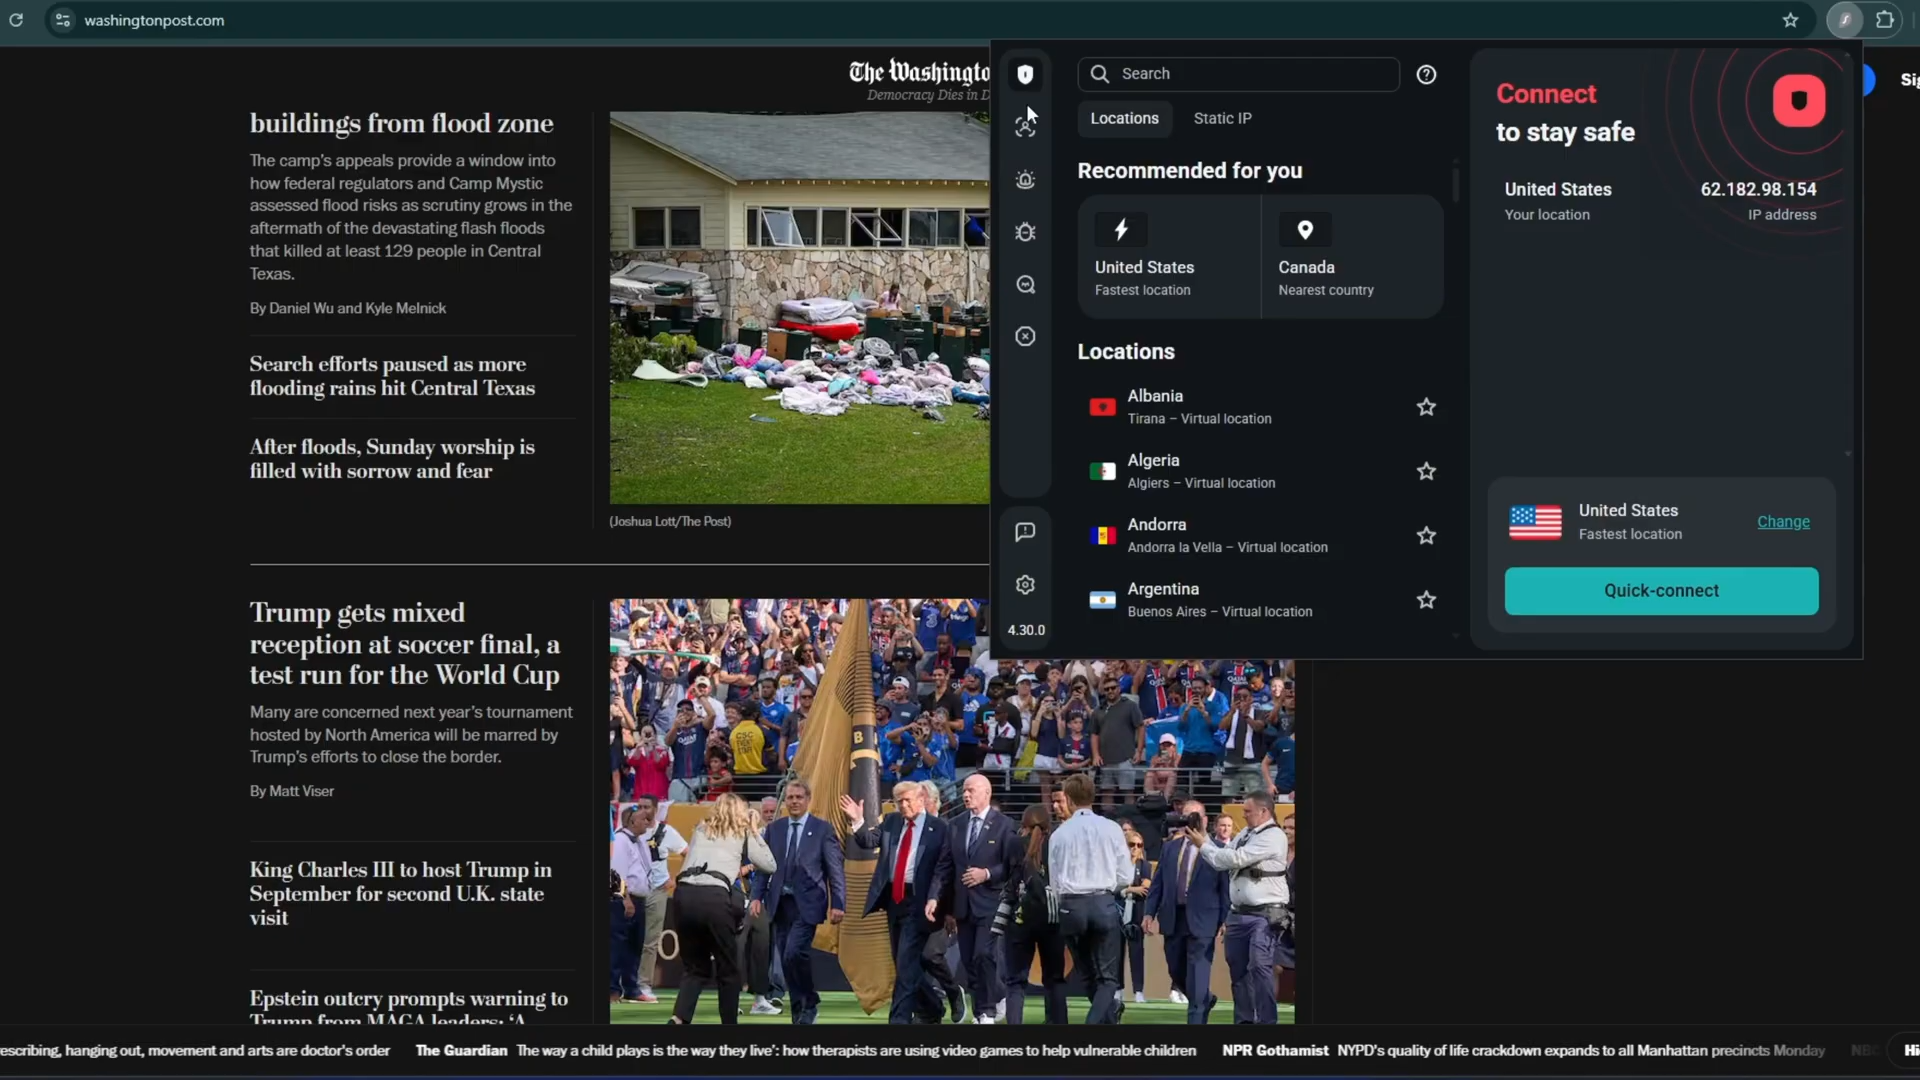 washingtonpost.com
The Washingto
Democracy Dies in D
buildings from flood zone
The camp's appeals provide a window into
how federal regulators and Camp Mystic
assessed flood risks as scrutiny grows in the
aftermath of the devastating flash floods
that killed at least 129 people in Central
Texas.
By Daniel Wu and Kyle Melnick
Search efforts paused as more
flooding rains hit Central Texas
After floods, Sunday worship is
filled with sorrow and fear
(Joshua Lott/The Post)
Trump gets mixed
reception at soccer final, a
test run for the World Cup
Many are concerned next year's tournament
hosted by North America will be marred by
Trump's efforts to close the border.
By Matt Viser
King Charles III to host Trump in
September for second U.K. state
visit
Epstein outcry prompts warning to
Trump from MAGA leaders: 'A
Search
Locations
Static IP
Recommended for you
United States
Fastest location
Canada
Nearest country
Locations
Albania
Tirana – Virtual location
Algeria
Algiers – Virtual location
Andorra
Andorra la Vella – Virtual location
Argentina
Buenos Aires – Virtual location
4.30.0
Connect
to stay safe
United States
Your location
62.182.98.154
IP address
United States
Fastest location
Change
Quick-connect
Sig
escribing, hanging out, movement and arts are doctor's order
The Guardian The way a child plays is the way they live': how therapists are using video games to help vulnerable children
NPR Gothamist NYPD's quality of life crackdown expands to all Manhattan precincts Monday
NBC
Hi